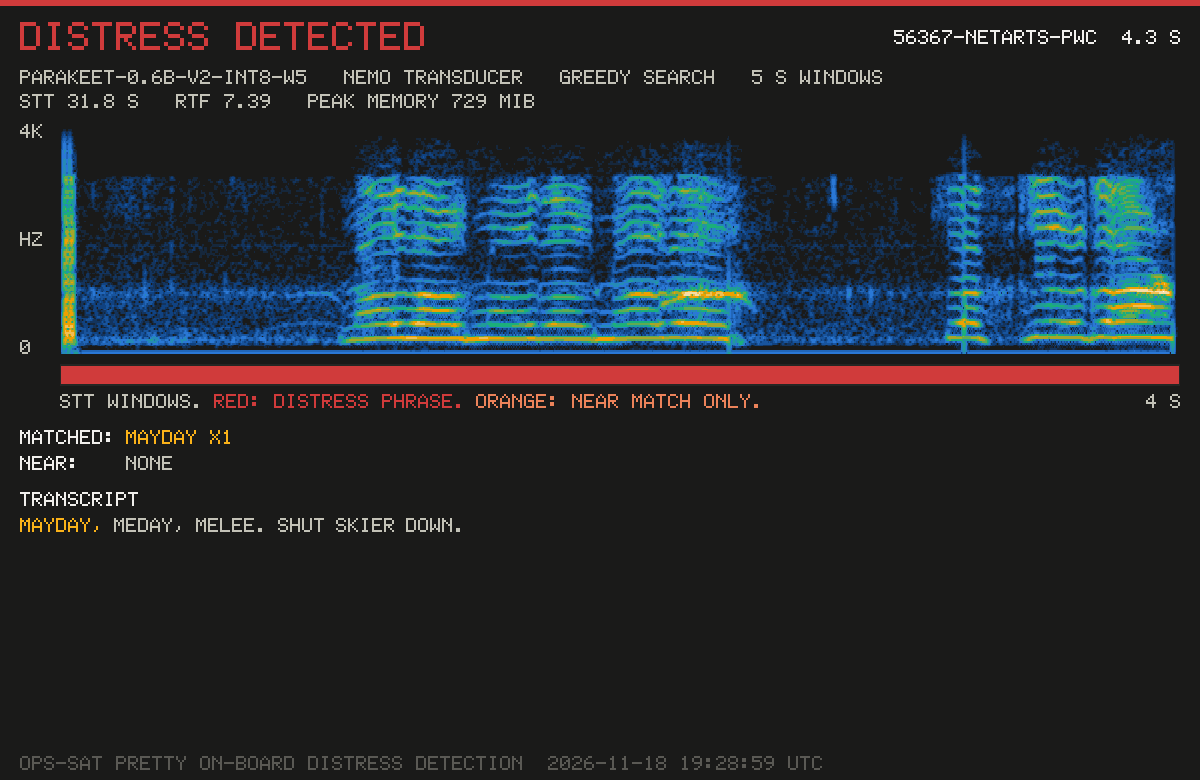 DISTRESS DETECTED
56367-NETARTS-PWC 4.3 S
PARAKEET-0.6B-V2-INT8-W5 NEMO TRANSDUCER GREEDY SEARCH 5 S WINDOWS
STT 31.8 S RTF 7.39 PEAK MEMORY 729 MIB
4K
HZ
0
STT WINDOWS. RED: DISTRESS PHRASE. ORANGE: NEAR MATCH ONLY. 4 S
MATCHED: MAYDAY X1
NEAR: NONE
TRANSCRIPT
MAYDAY, MEDAY, MELEE. SHUT SKIER DOWN.
OPS-SAT PRETTY ON-BOARD DISTRESS DETECTION 2026-11-18 19:28:59 UTC